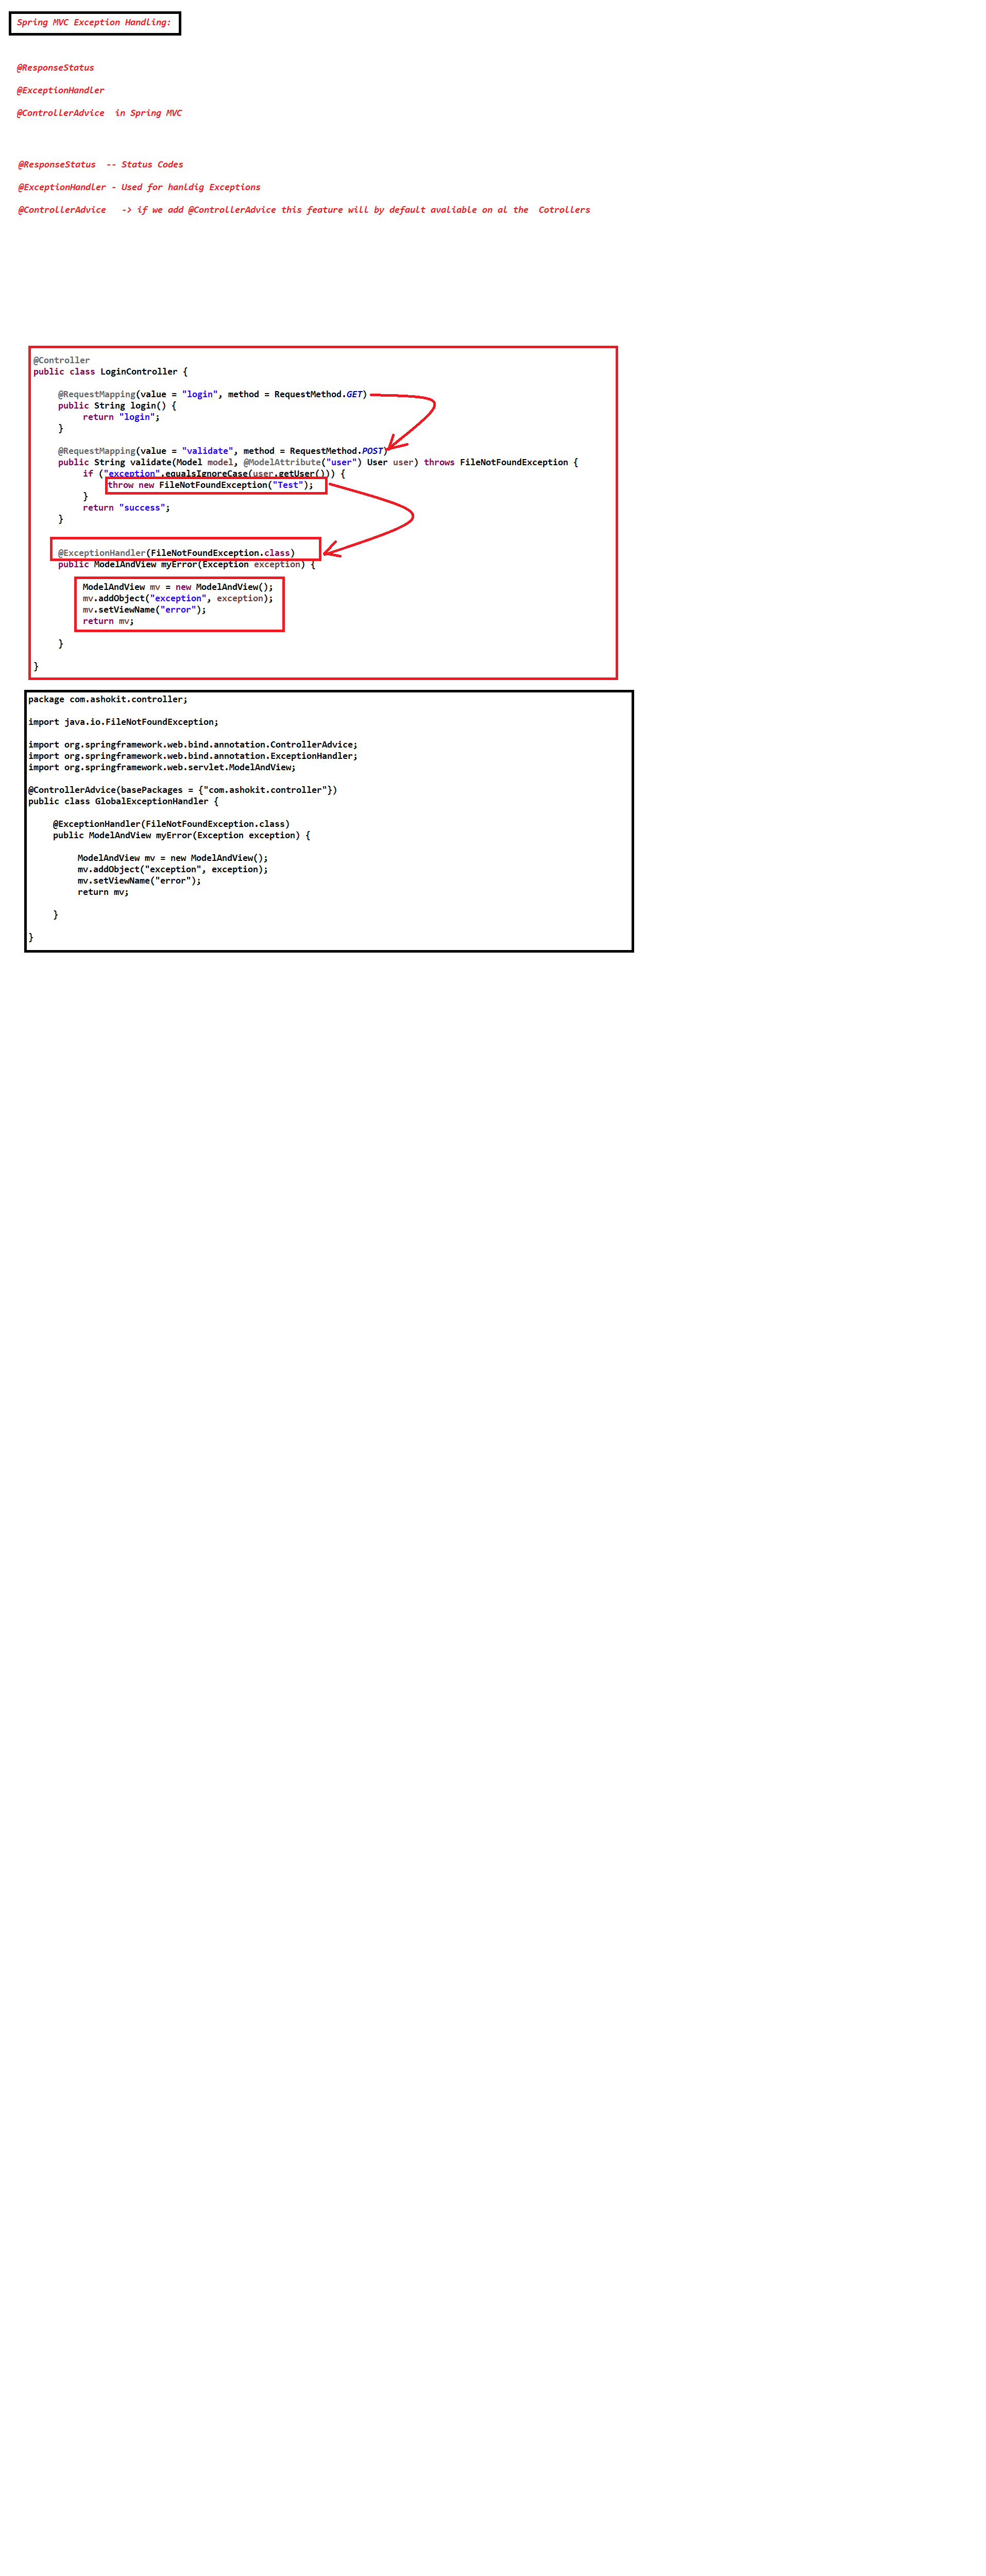 Spring MVC Exception Handling:
@ResponseStatus
@ExceptionHandler
@ControllerAdvice  in Spring MVC
@ResponseStatus  -- Status Codes
@ExceptionHandler - Used for hanldig Exceptions
@ControllerAdvice   -> if we add @ControllerAdvice this feature will by default avaliable on al the  Cotrollers
@Controller
public class LoginController {
@RequestMapping(value = "login", method = RequestMethod.GET)
public String login() {
return "login";
}
@RequestMapping(value = "validate", method = RequestMethod.POST)
public String validate(Model model, @ModelAttribute("user") User user) throws FileNotFoundException {
if ("exception".equalsIgnoreCase(user.getUser())) {
throw new FileNotFoundException("Test");
}
return "success";
}
@ExceptionHandler(FileNotFoundException.class)
public ModelAndView myError(Exception exception) {
ModelAndView mv = new ModelAndView();
mv.addObject("exception", exception);
mv.setViewName("error");
return mv;
}
}
package com.ashokit.controller;
import java.io.FileNotFoundException;
import org.springframework.web.bind.annotation.ControllerAdvice;
import org.springframework.web.bind.annotation.ExceptionHandler;
import org.springframework.web.servlet.ModelAndView;
@ControllerAdvice(basePackages = {"com.ashokit.controller"})
public class GlobalExceptionHandler {
@ExceptionHandler(FileNotFoundException.class)
public ModelAndView myError(Exception exception) {
ModelAndView mv = new ModelAndView();
mv.addObject("exception", exception);
mv.setViewName("error");
return mv;
}
}